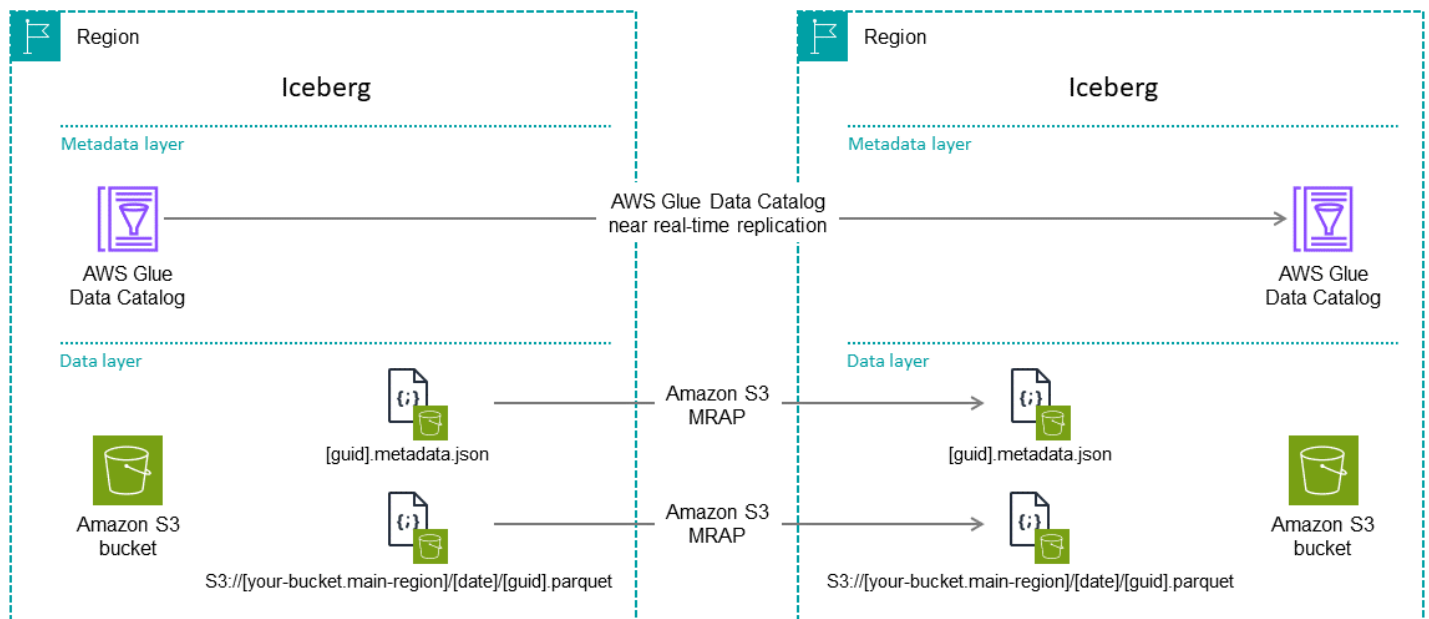 Region
Iceberg
Metadata layer
AWS Glue
Data Catalog
Data layer
{;}
[guid].metadata.json
Amazon S3
bucket
{;}
S3://[your-bucket.main-region]/[date]/[guid].parquet
AWS Glue Data Catalog
near real-time replication
Amazon S3
MRAP
Amazon S3
MRAP
Region
Iceberg
Metadata layer
AWS Glue
Data Catalog
Data layer
{;}
[guid].metadata.json
{;}
S3://[your-bucket.main-region]/[date]/[guid].parquet
Amazon S3
bucket